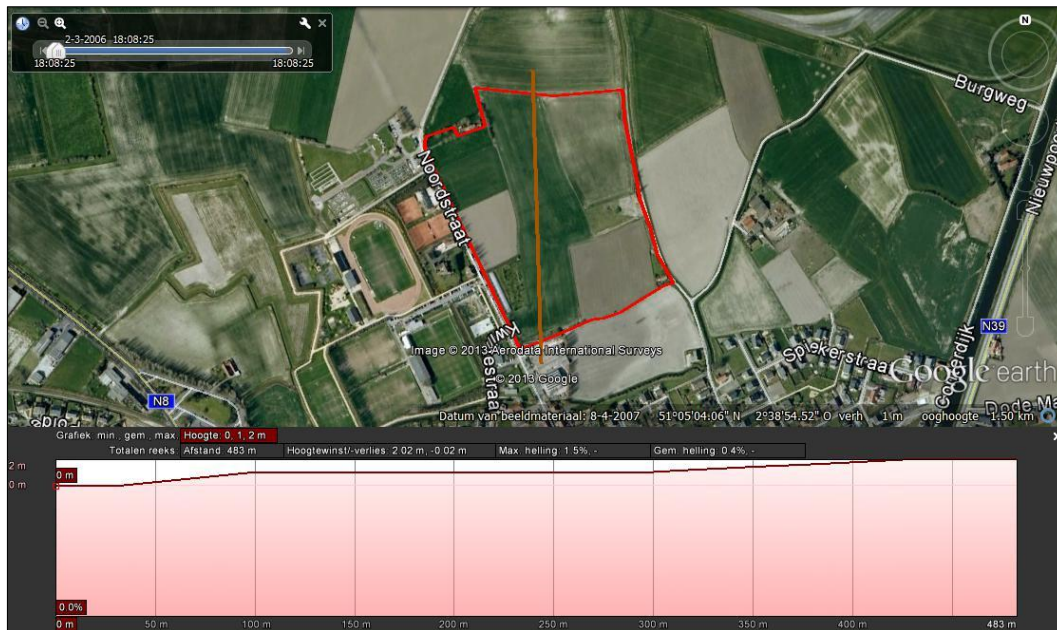 2-3-2006 18:08:25
18:08:25 18:08:25
N
Burgweg
Nieuwpoo
Noordstraat
Kwi
estraat
N39
Image © 2013 Aerodata International Surveys
Spiekerstraa
© 2013 Google
Google earth
N8
Datum van beeldmateriaal: 8-4-2007 51°05'04.06" N 2°38'54.52" O verh 1 m ooghoogte 1.50 km
Grafiek: min., gem., max. Hoogte: 0, 1, 2 m
Totalen reeks: Afstand: 483 m Hoogtewinst/-verlies: 2.02 m, -0.02 m Max. helling: 1.5%, - Gem. helling: 0.4%, -
2 m
0 m
0 m
0.0%
0 m 50 m 100 m 150 m 200 m 250 m 300 m 350 m 400 m 483 m